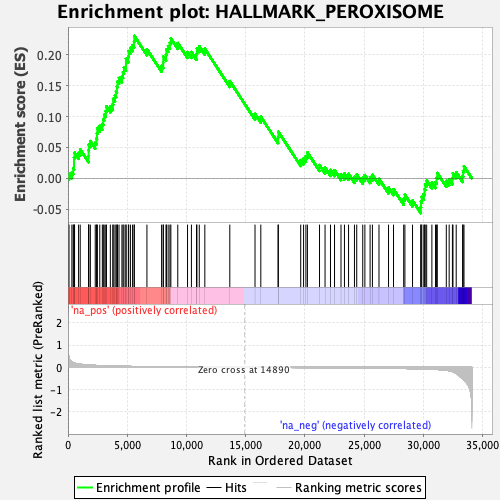 Enrichment plot: HALLMARK_PEROXISOME
Enrichment score (ES)
0.20
0.15
0.10
0.05
0.00
-0.05
'na_pos' (positively correlated)
Ranked list metric (PreRanked)
2
1
0
-1
-2
Zero cross at 14890
'na_neg' (negatively correlated)
0 5,000 10,000 15,000 20,000 25,000 30,000 35,000
Rank in Ordered Dataset
Enrichment profile Hits Ranking metric scores